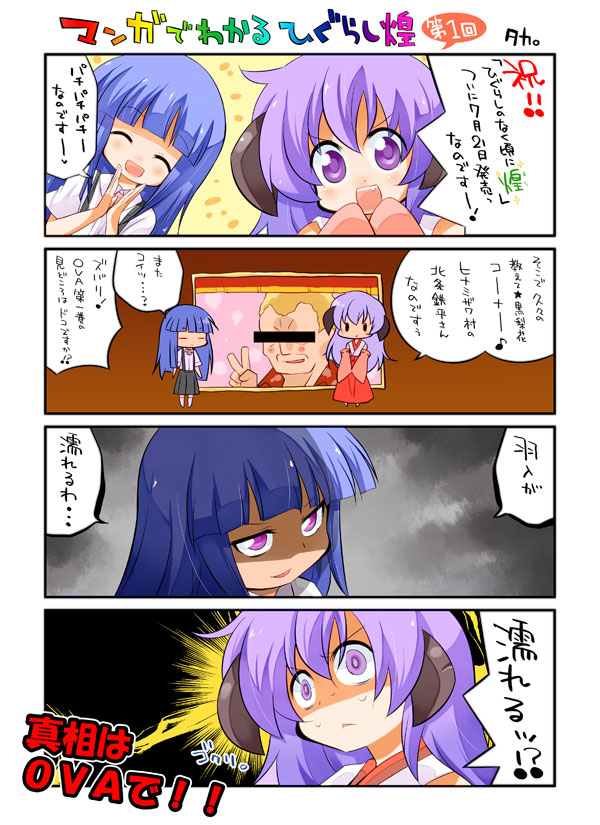 マンガでわかるひぐらし煌
第1回
タカ。
祝!!
「ひぐらしのなく頃に
煌」
ついに7月21日発売、
なのですー!
パチパチパチー
なのですー♥
そこで久々の
教えて★黒梨花
コーナー♪
ヒナミザワ村の
北条鉄平さん
なのですぅ
また
コイツ…?
ズバリ!
OVA第一巻の
見どころはドコですか!?
羽入が
濡れるわ・・・
濡れるッ!?
ゴクリ。
真相は
OVAで!!